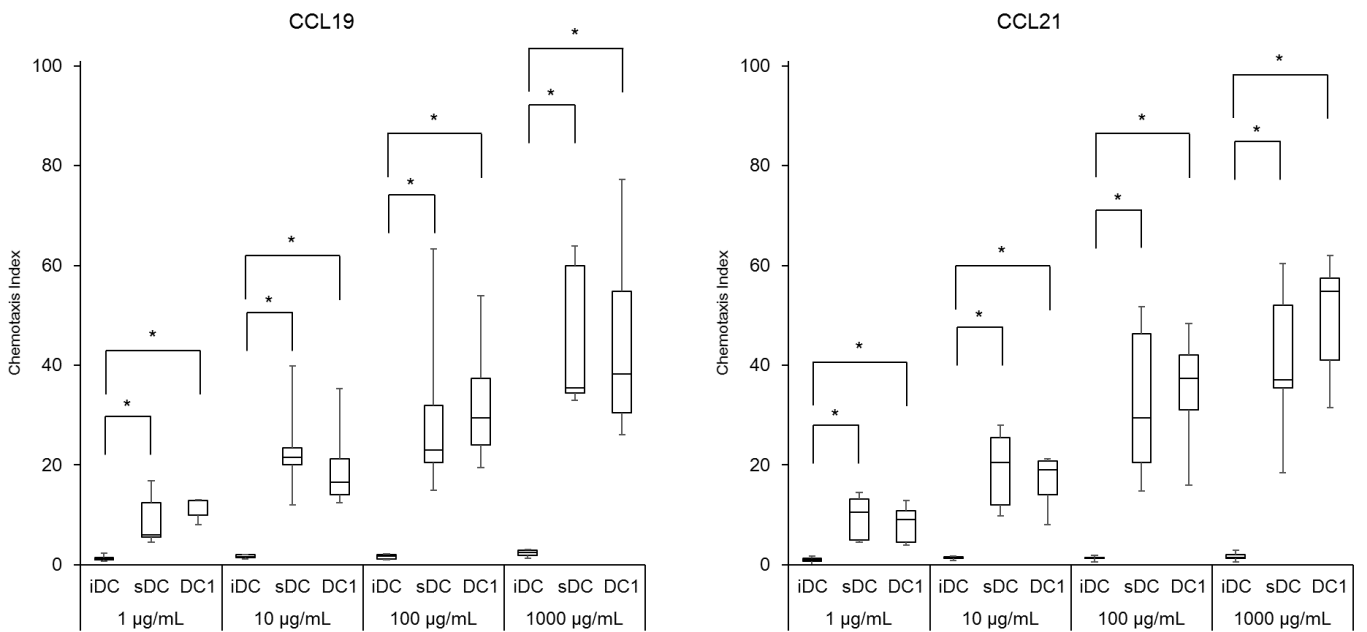 CCL19
100
80
60
40
20
0
Chemotaxis Index
* * * * * * * *
iDC sDC DC1 iDC sDC DC1 iDC sDC DC1 iDC sDC DC1
1 µg/mL 10 µg/mL 100 µg/mL 1000 µg/mL
CCL21
100
80
60
40
20
0
Chemotaxis Index
* * * * * * * *
iDC sDC DC1 iDC sDC DC1 iDC sDC DC1 iDC sDC DC1
1 µg/mL 10 µg/mL 100 µg/mL 1000 µg/mL